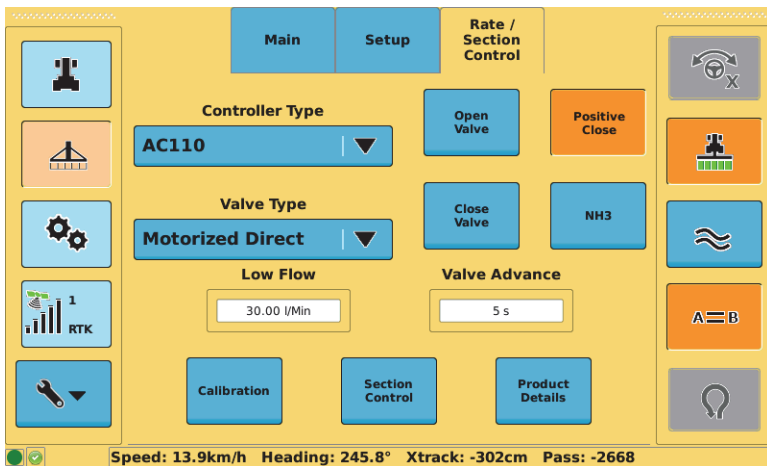 Main
Setup
Rate /
Section
Control
Controller Type
AC110
Open
Valve
Positive
Close
Valve Type
Motorized Direct
Close
Valve
NH3
Low Flow
30.00 l/Min
Valve Advance
5 s
Calibration
Section
Control
Product
Details
1
RTK
X
A=B
Speed: 13.9km/h Heading: 245.8° Xtrack: -302cm Pass: -2668